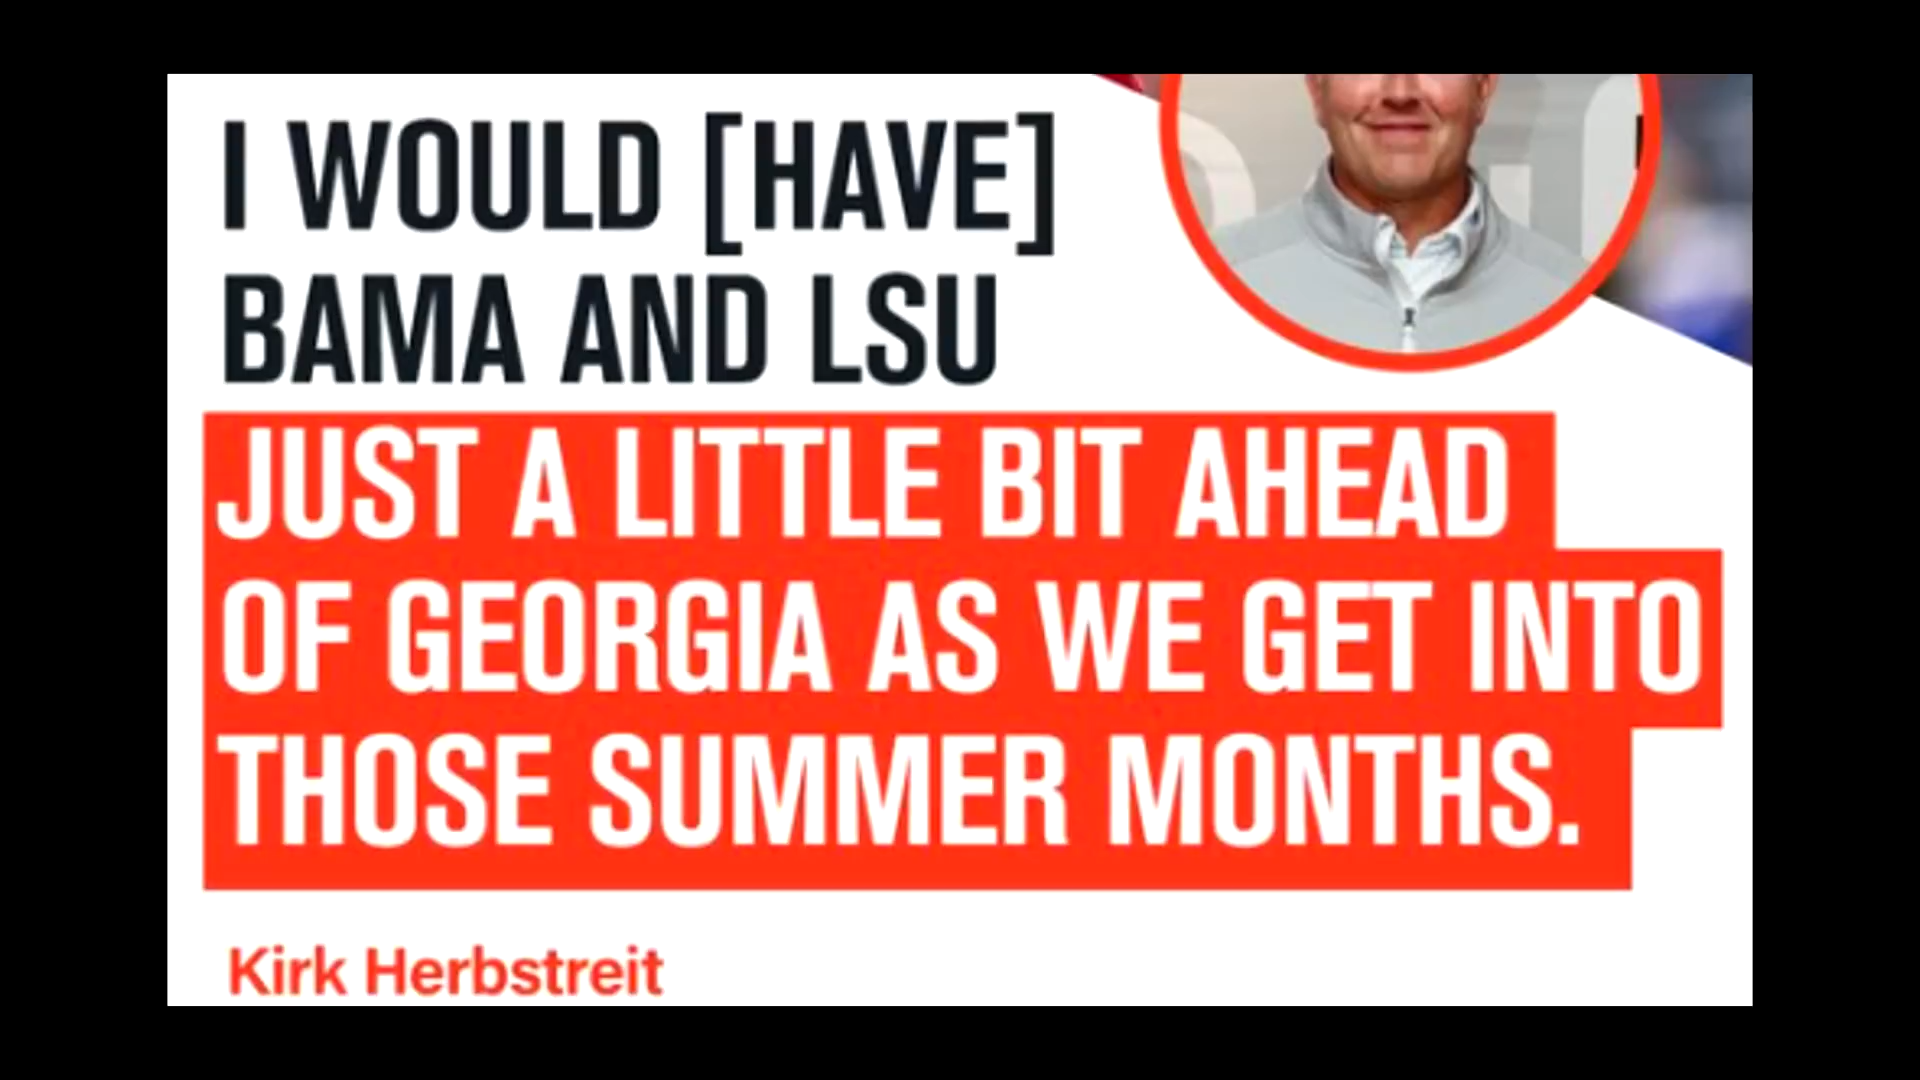 I WOULD [HAVE]
BAMA AND LSU
JUST A LITTLE BIT AHEAD
OF GEORGIA AS WE GET INTO
THOSE SUMMER MONTHS.
Kirk Herbstreit